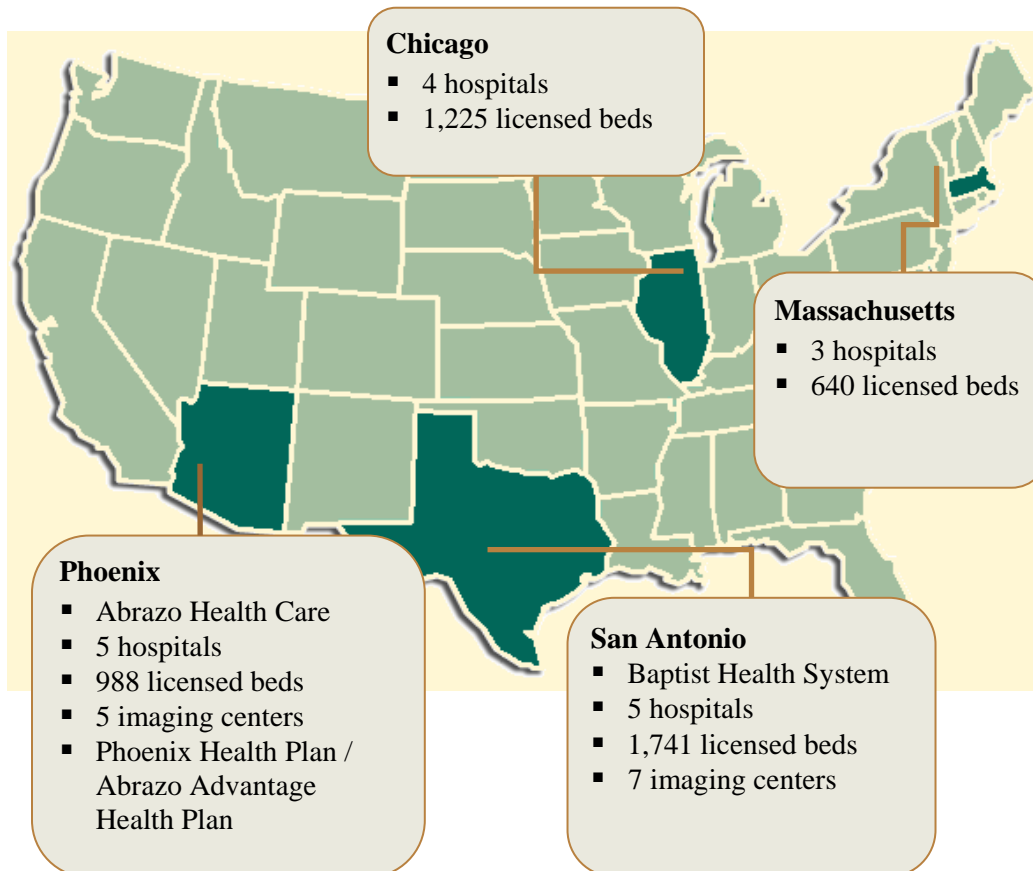 Chicago
▪ 4 hospitals
▪ 1,225 licensed beds
Massachusetts
▪ 3 hospitals
▪ 640 licensed beds
Phoenix
▪ Abrazo Health Care
▪ 5 hospitals
▪ 988 licensed beds
▪ 5 imaging centers
▪ Phoenix Health Plan /
Abrazo Advantage
Health Plan
San Antonio
▪ Baptist Health System
▪ 5 hospitals
▪ 1,741 licensed beds
▪ 7 imaging centers